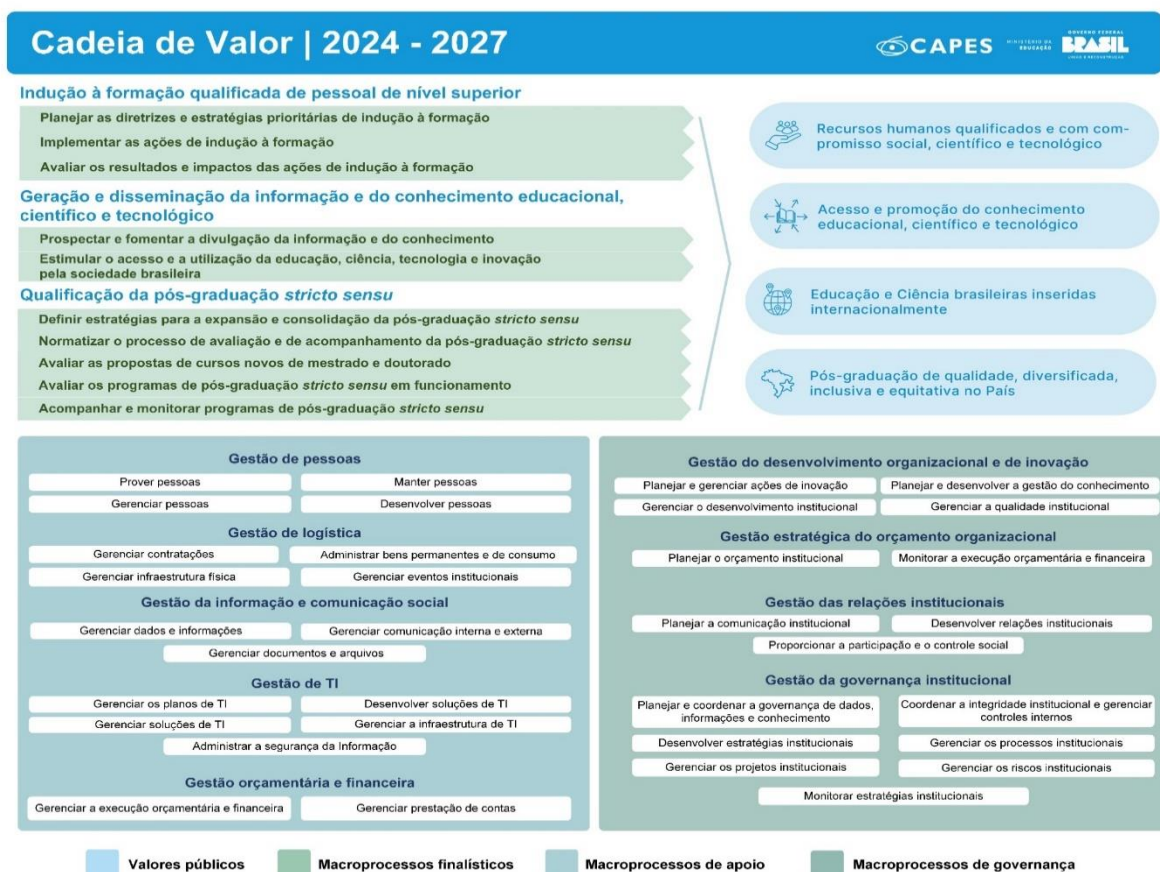 Cadeia de Valor | 2024 - 2027
CAPES
MINISTÉRIO DA
EDUCAÇÃO
GOVERNO FEDERAL
BRASIL
UNIÃO E RECONSTRUÇÃO
Indução à formação qualificada de pessoal de nível superior
Planejar as diretrizes e estratégias prioritárias de indução à formação
Implementar as ações de indução à formação
Avaliar os resultados e impactos das ações de indução à formação
Geração e disseminação da informação e do conhecimento educacional,
científico e tecnológico
Prospectar e fomentar a divulgação da informação e do conhecimento
Estimular o acesso e a utilização da educação, ciência, tecnologia e inovação
pela sociedade brasileira
Qualificação da pós-graduação stricto sensu
Definir estratégias para a expansão e consolidação da pós-graduação stricto sensu
Normatizar o processo de avaliação e de acompanhamento da pós-graduação stricto sensu
Avaliar as propostas de cursos novos de mestrado e doutorado
Avaliar os programas de pós-graduação stricto sensu em funcionamento
Acompanhar e monitorar programas de pós-graduação stricto sensu
Recursos humanos qualificados e com com-
promisso social, científico e tecnológico
Acesso e promoção do conhecimento
educacional, científico e tecnológico
Educação e Ciência brasileiras inseridas
internacionalmente
Pós-graduação de qualidade, diversificada,
inclusiva e equitativa no País
Gestão de pessoas
Prover pessoas
Manter pessoas
Gerenciar pessoas
Desenvolver pessoas
Gestão de logística
Gerenciar contratações
Administrar bens permanentes e de consumo
Gerenciar infraestrutura física
Gerenciar eventos institucionais
Gestão da informação e comunicação social
Gerenciar dados e informações
Gerenciar comunicação interna e externa
Gerenciar documentos e arquivos
Gestão de TI
Gerenciar os planos de TI
Desenvolver soluções de TI
Gerenciar soluções de TI
Gerenciar a infraestrutura de TI
Administrar a segurança da Informação
Gestão orçamentária e financeira
Gerenciar a execução orçamentária e financeira
Gerenciar prestação de contas
Gestão do desenvolvimento organizacional e de inovação
Planejar e gerenciar ações de inovação
Planejar e desenvolver a gestão do conhecimento
Gerenciar o desenvolvimento institucional
Gerenciar a qualidade institucional
Gestão estratégica do orçamento organizacional
Planejar o orçamento institucional
Monitorar a execução orçamentária e financeira
Gestão das relações institucionais
Planejar a comunicação institucional
Desenvolver relações institucionais
Proporcionar a participação e o controle social
Gestão da governança institucional
Planejar e coordenar a governança de dados,
informações e conhecimento
Coordenar a integridade institucional e gerenciar
controles internos
Desenvolver estratégias institucionais
Gerenciar os processos institucionais
Gerenciar os projetos institucionais
Gerenciar os riscos institucionais
Monitorar estratégias institucionais
Valores públicos
Macroprocessos finalísticos
Macroprocessos de apoio
Macroprocessos de governança